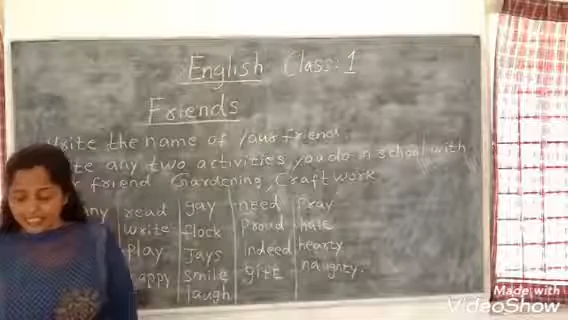 English Class:1
Friends
Write the name of your friend.
any two activities you do in school with
friend Gardening, Craft work
read gay need pray
write flock proud hate
play Jays indeed hearty
smile gift naughty.
laugh
Made with
VideoShow